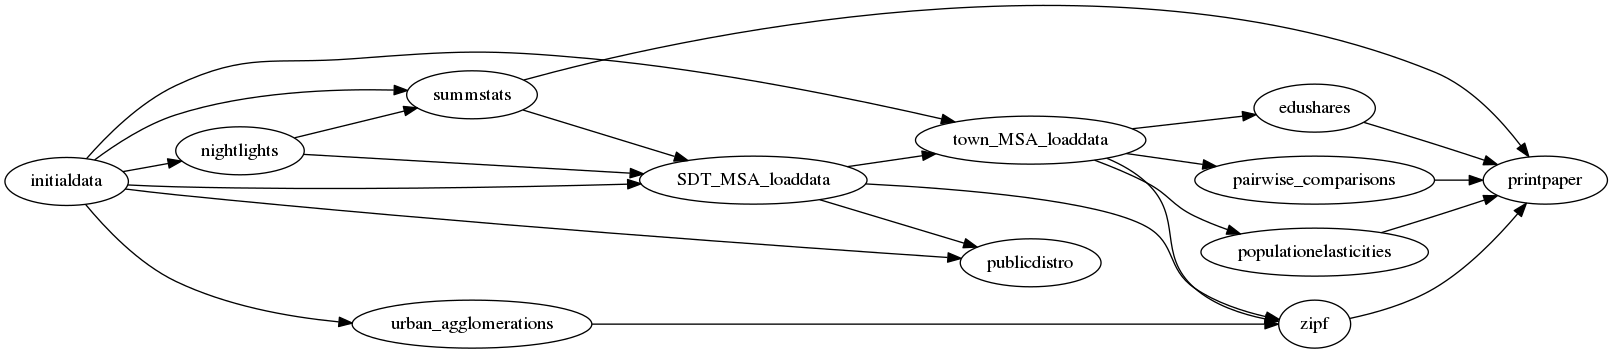 initialdata
nightlights
summstats
SDT_MSA_loaddata
town_MSA_loaddata
publicdistro
urban_agglomerations
edushares
pairwise_comparisons
populationelasticities
zipf
printpaper